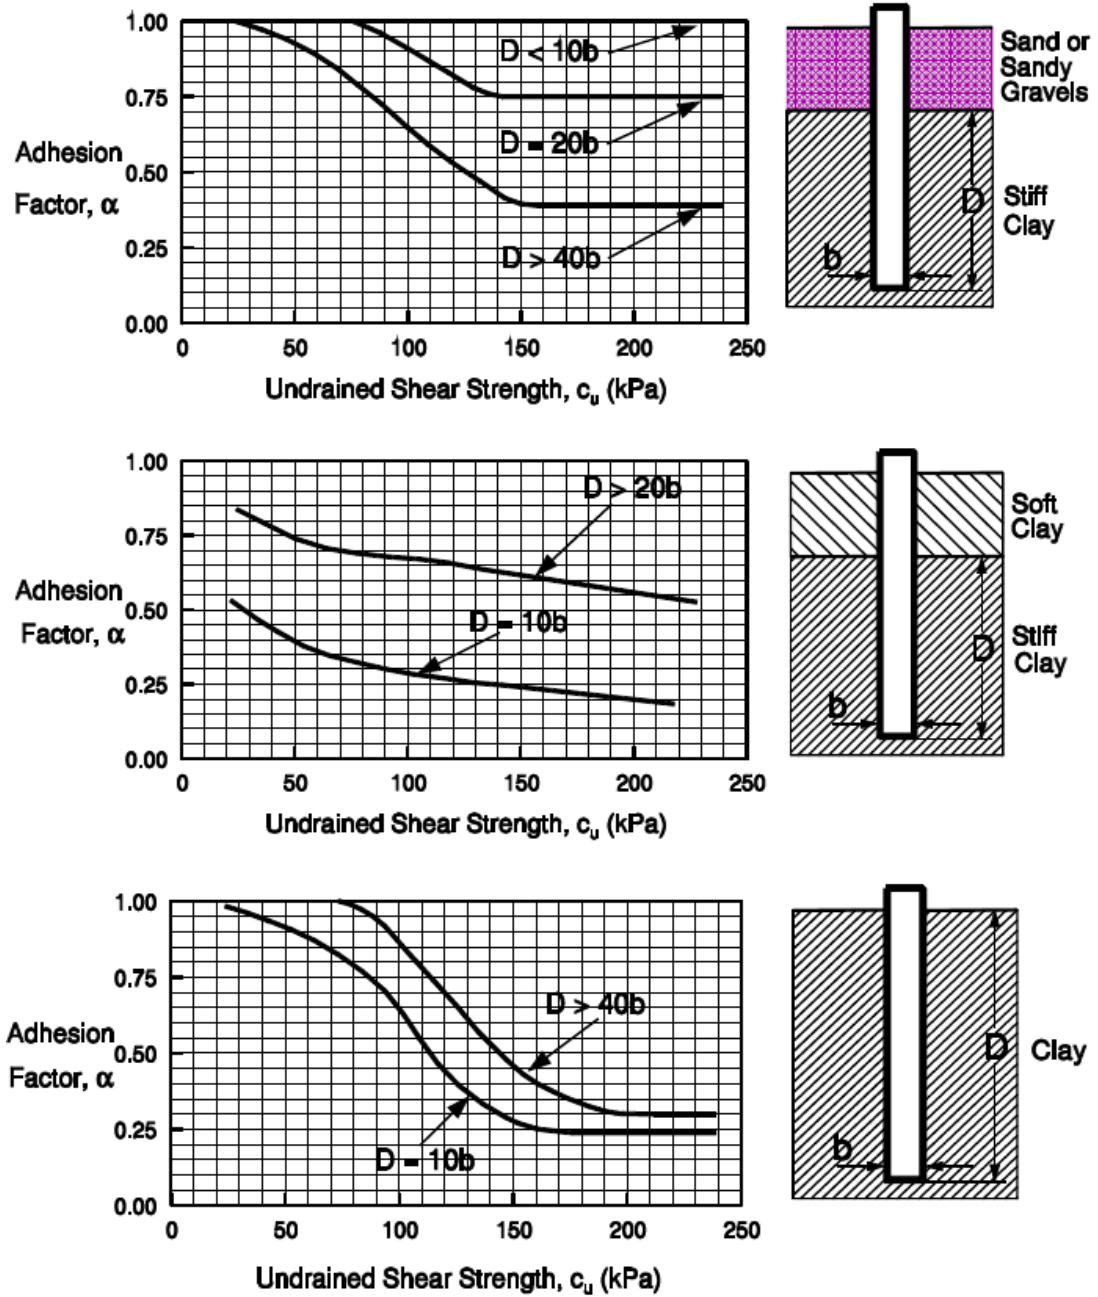 1.00
0.75
0.50
0.25
0.00
Adhesion
Factor, α
D < 10b
D = 20b
D > 40b
0 50 100 150 200 250
Undrained Shear Strength, cu (kPa)
Sand or
Sandy
Gravels
D
Stiff
Clay
b
1.00
0.75
0.50
0.25
0.00
Adhesion
Factor, α
D > 20b
D = 10b
0 50 100 150 200 250
Undrained Shear Strength, cu (kPa)
Soft
Clay
D
Stiff
Clay
b
1.00
0.75
0.50
0.25
0.00
Adhesion
Factor, α
D > 40b
D = 10b
0 50 100 150 200 250
Undrained Shear Strength, cu (kPa)
D
Clay
b